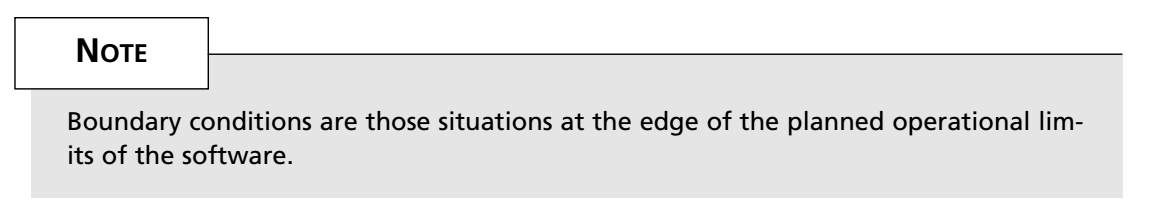 NOTE
Boundary conditions are those situations at the edge of the planned operational lim-
its of the software.